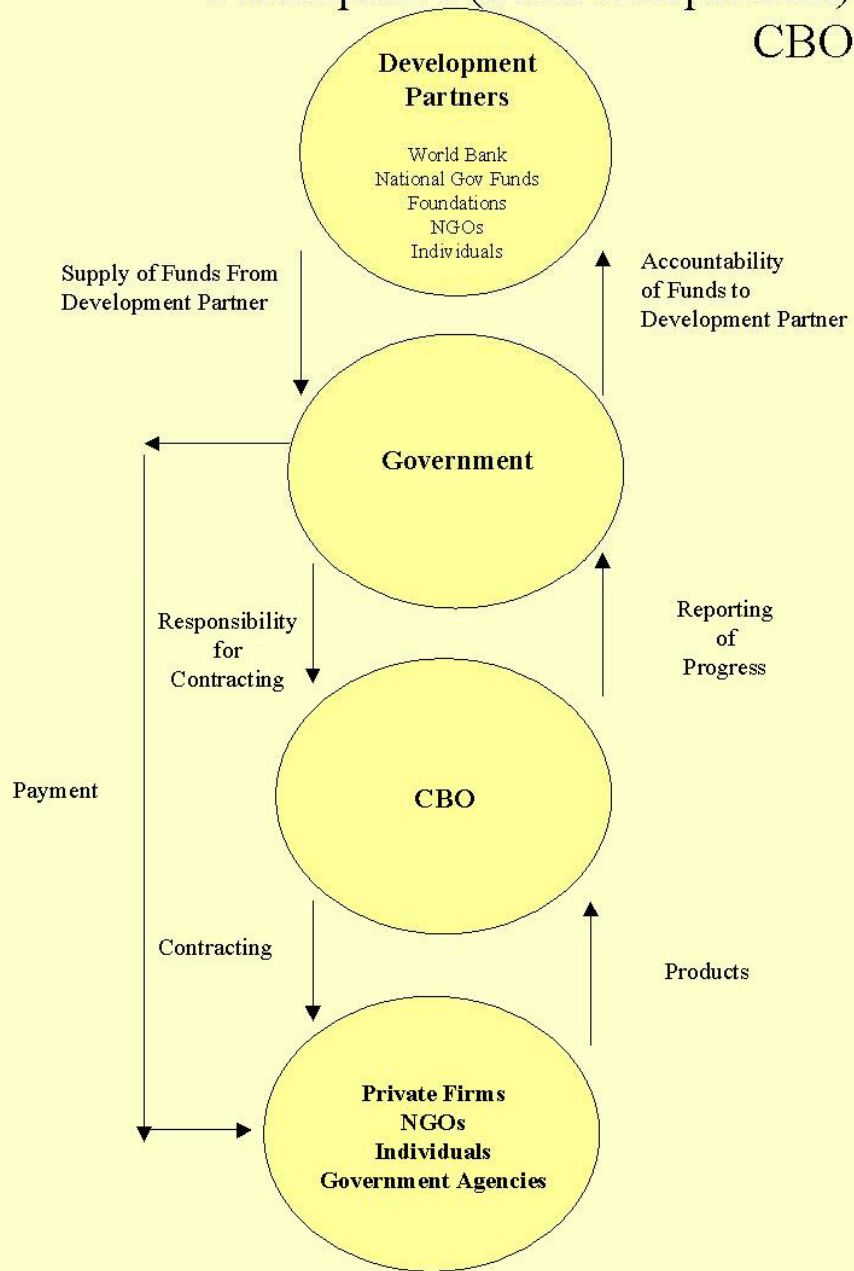 CBO
Development
Partners
World Bank
National Gov Funds
Foundations
NGOs
Individuals
Supply of Funds From
Development Partner
Accountability
of Funds to
Development Partner
Government
Responsibility
for
Contracting
Reporting
of
Progress
Payment
CBO
Contracting
Products
Private Firms
NGOs
Individuals
Government Agencies